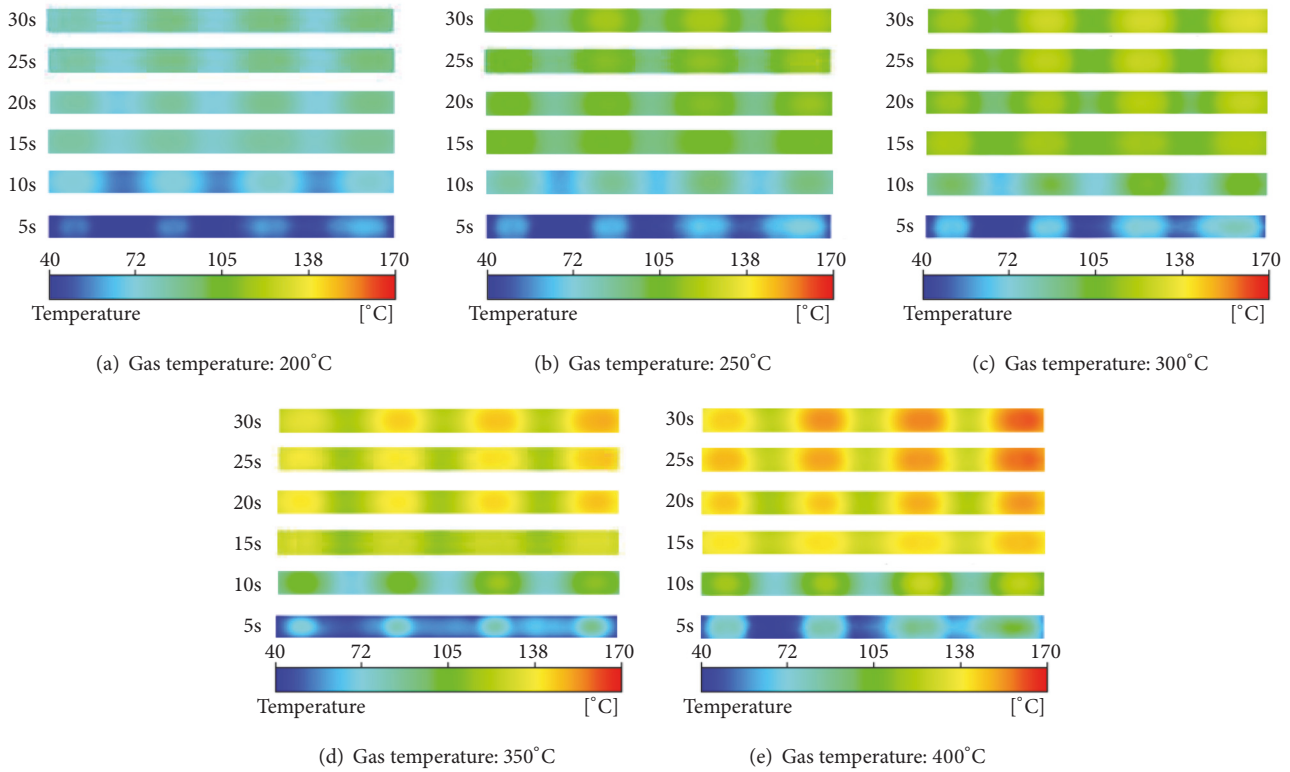 30s
25s
20s
15s
10s
5s
40 72 105 138 170
Temperature [˚C]
(a) Gas temperature: 200˚C
30s
25s
20s
15s
10s
5s
40 72 105 138 170
Temperature [˚C]
(b) Gas temperature: 250˚C
30s
25s
20s
15s
10s
5s
40 72 105 138 170
Temperature [˚C]
(c) Gas temperature: 300˚C
30s
25s
20s
15s
10s
5s
40 72 105 138 170
Temperature [˚C]
(d) Gas temperature: 350˚C
30s
25s
20s
15s
10s
5s
40 72 105 138 170
Temperature [˚C]
(e) Gas temperature: 400˚C